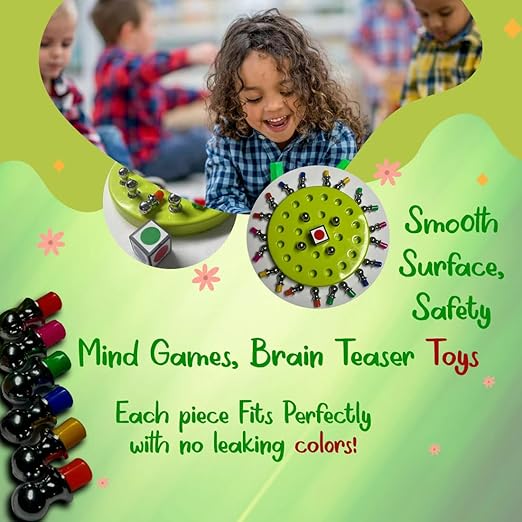 Smooth
Surface,
Safety
Mind Games, Brain Teaser Toys
Each piece Fits Perfectly
with no leaking colors!